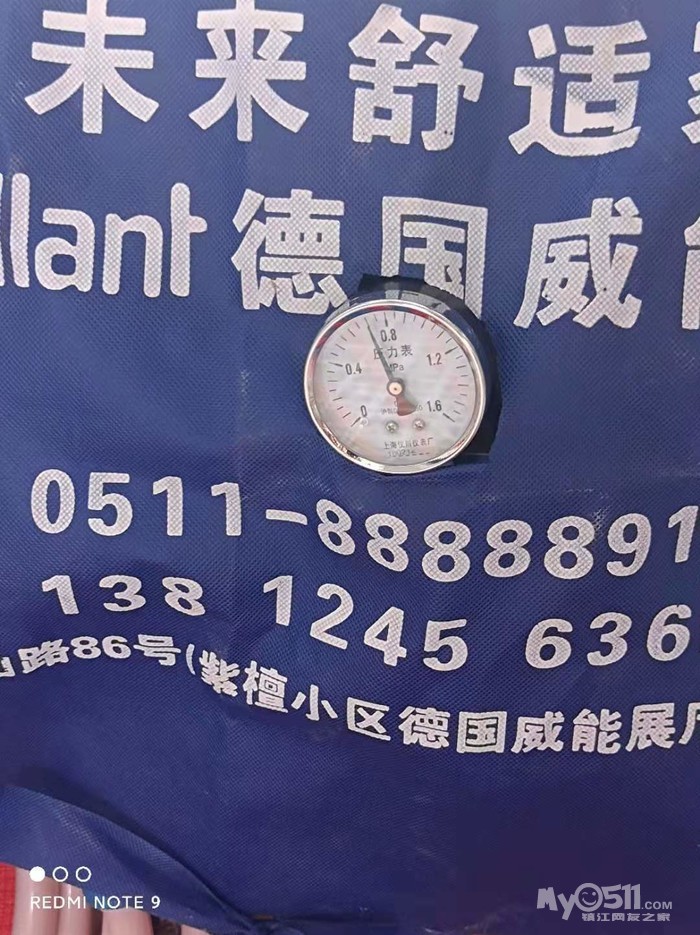 未来舒适
llant 德国威能
0.8
压力表
0.4
1.2
MPa
0
1.6
0511-8888891
138 1245 636
路86号(紫檀小区德国威能展厅
REDMI NOTE 9
My0511.com
镇江网友之家